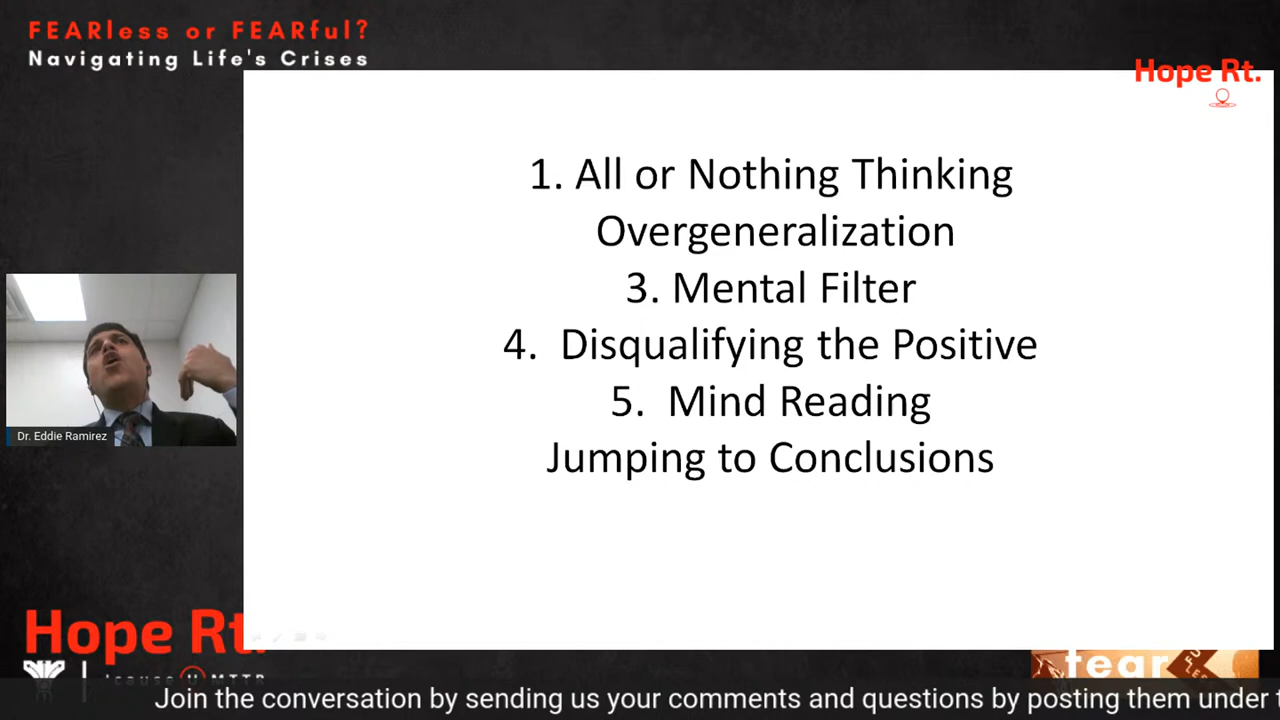 FEARless or FEARful?
Navigating Life's Crises
Hope Rt.
1. All or Nothing Thinking
Overgeneralization
3. Mental Filter
4. Disqualifying the Positive
5. Mind Reading
Jumping to Conclusions
Dr. Eddie Ramirez
Hope Rt.
fear
Join the conversation by sending us your comments and questions by posting them under